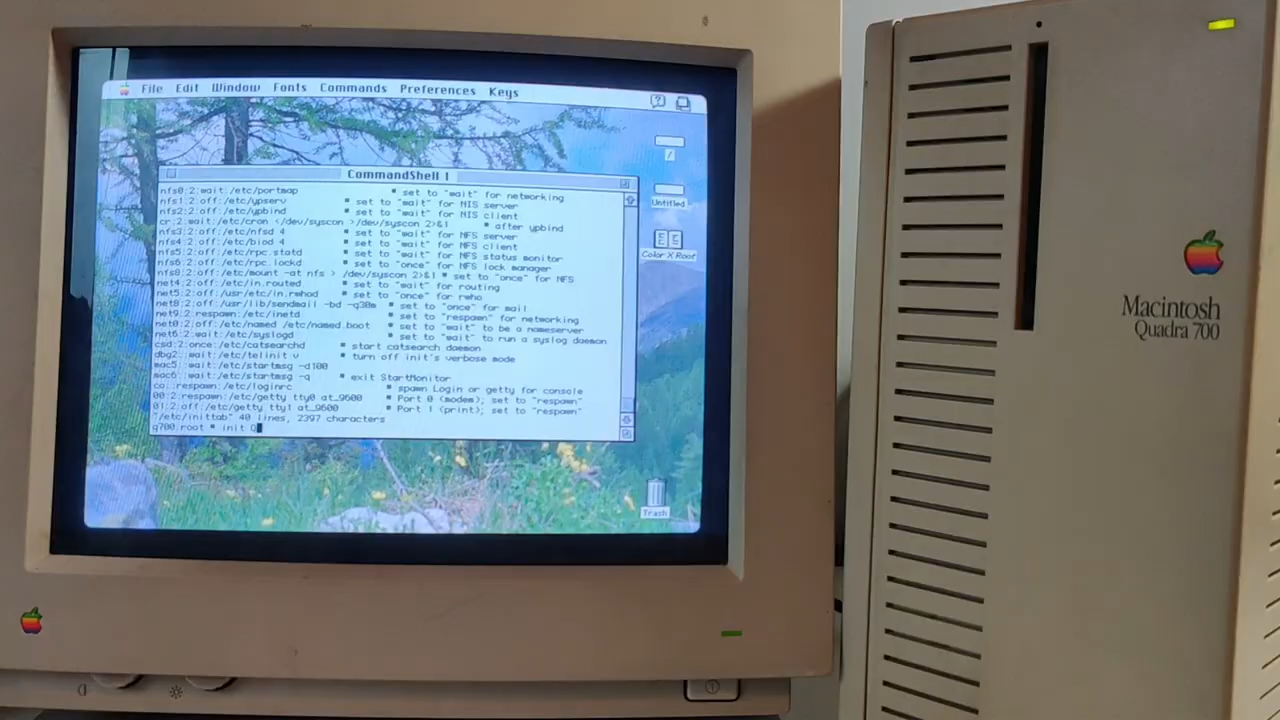 File Edit Window Fonts Commands Preferences Keys
/
Untitled
Color X Root
Trash
CommandShell 1
nfs0:2:wait:/etc/portmap # set to "wait" for networking
nfs1:2:off:/etc/ypserv # set to "wait" for NIS server
nfs2:2:off:/etc/ypbind # set to "wait" for NIS client
cr:2:wait:/etc/cron </dev/syscon >/dev/syscon 2>&1 # after ypbind
nfs3:2:off:/etc/nfsd 4 # set to "wait" for NFS server
nfs4:2:off:/etc/biod 4 # set to "wait" for NFS client
nfs5:2:off:/etc/rpc.statd # set to "wait" for NFS status monitor
nfs6:2:off:/etc/rpc.lockd # set to "once" for NFS lock manager
nfs8:2:off:/etc/mount -at nfs > /dev/syscon 2>&1 # set to "once" for NFS
net4:2:off:/etc/in.routed # set to "wait" for routing
net5:2:off:/usr/etc/in.rwhod # set to "once" for rwho
net8:2:off:/usr/lib/sendmail -bd -q30m # set to "once" for mail
net9:2:respawn:/etc/inetd # set to "respawn" for networking
net0:2:off:/etc/named /etc/named.boot # set to "wait" to be a nameserver
net6:2:wait:/etc/syslogd # set to "wait" to run a syslog daemon
csd:2:once:/etc/catsearchd # start catsearch daemon
dbg2::wait:/etc/telinit v # turn off init's verbose mode
mac5::wait:/etc/startmsg -d100
mac6::wait:/etc/startmsg -q # exit StartMonitor
co::respawn:/etc/loginrc # spawn Login or getty for console
00:2:respawn:/etc/getty tty0 at_9600 # Port 0 (modem); set to "respawn"
01:2:off:/etc/getty tty1 at_9600 # Port 1 (print); set to "respawn"
"/etc/inittab" 40 lines, 2397 characters
q700.root # init Q
Macintosh
Quadra 700